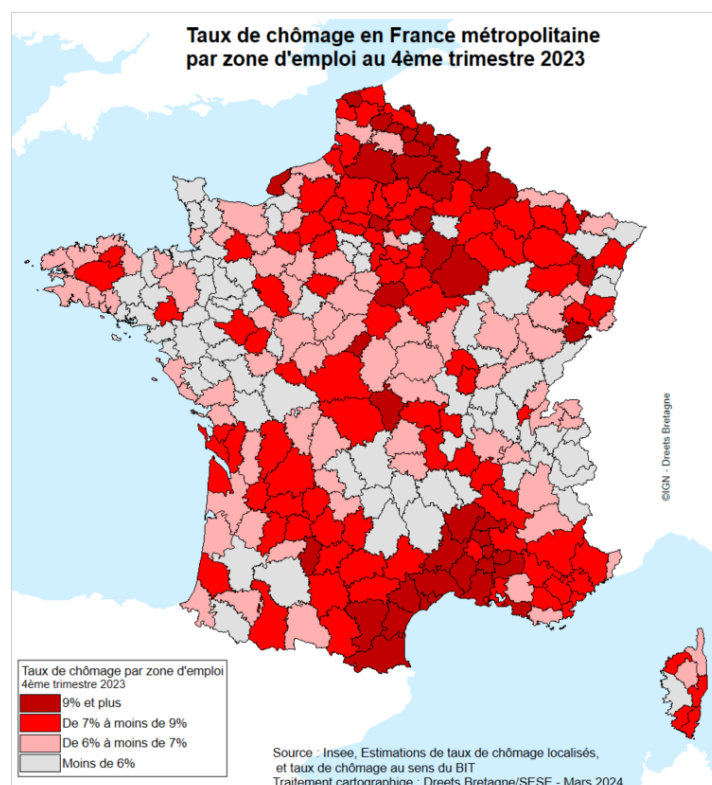 Taux de chômage en France métropolitaine
par zone d'emploi au 4ème trimestre 2023
©IGN - Dreets Bretagne
Taux de chômage par zone d'emploi
4ème trimestre 2023
9% et plus
De 7% à moins de 9%
De 6% à moins de 7%
Moins de 6%
Source : Insee, Estimations de taux de chômage localisés,
et taux de chômage au sens du BIT
Traitement cartographique : Dreets Bretagne/SESE - Mars 2024